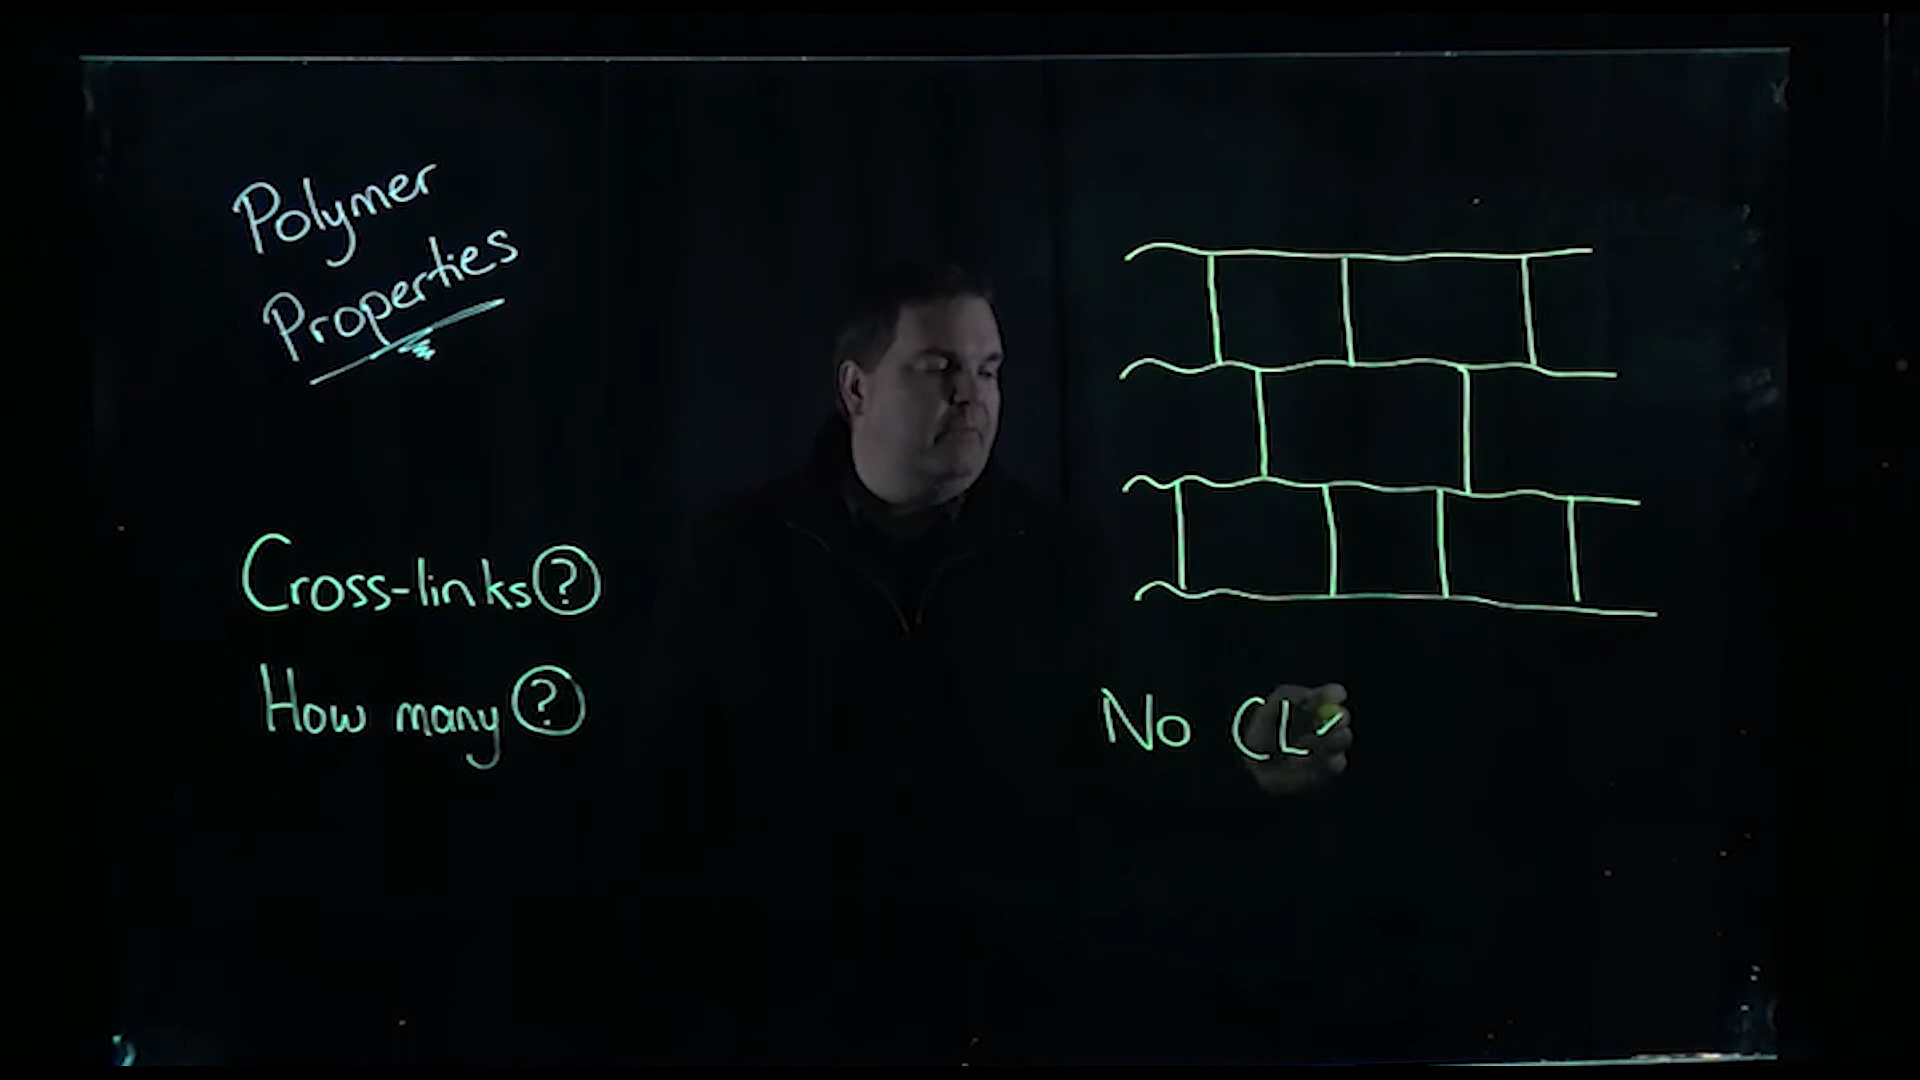 Polymer
Properties
Cross-links?
How many?
No CL